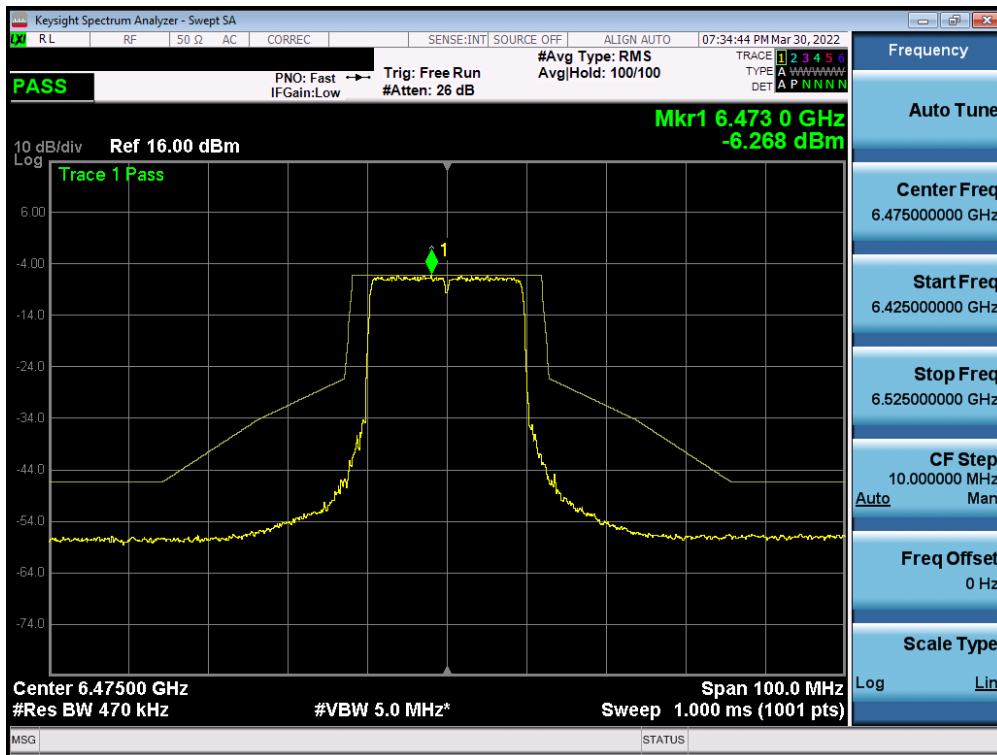 Keysight Spectrum Analyzer - Swept SA
LXI RL RF 50 Ω AC CORREC SENSE:INT SOURCE OFF ALIGN AUTO 07:34:44 PM Mar 30, 2022
PASS
PNO: Fast
IFGain:Low
Trig: Free Run
#Atten: 26 dB
#Avg Type: RMS
Avg|Hold: 100/100
TRACE 1 2 3 4 5 6
TYPE A WWWWW
DET A P N N N N
Mkr1 6.473 0 GHz
-6.268 dBm
10 dB/div Ref 16.00 dBm
Log
Trace 1 Pass
1
6.00
-4.00
-14.0
-24.0
-34.0
-44.0
-54.0
-64.0
-74.0
Center 6.47500 GHz Span 100.0 MHz
#Res BW 470 kHz #VBW 5.0 MHz* Sweep 1.000 ms (1001 pts)
MSG STATUS
Frequency
Auto Tune
Center Freq
6.475000000 GHz
Start Freq
6.425000000 GHz
Stop Freq
6.525000000 GHz
CF Step
10.000000 MHz
Auto Man
Freq Offset
0 Hz
Scale Type
Log Lin